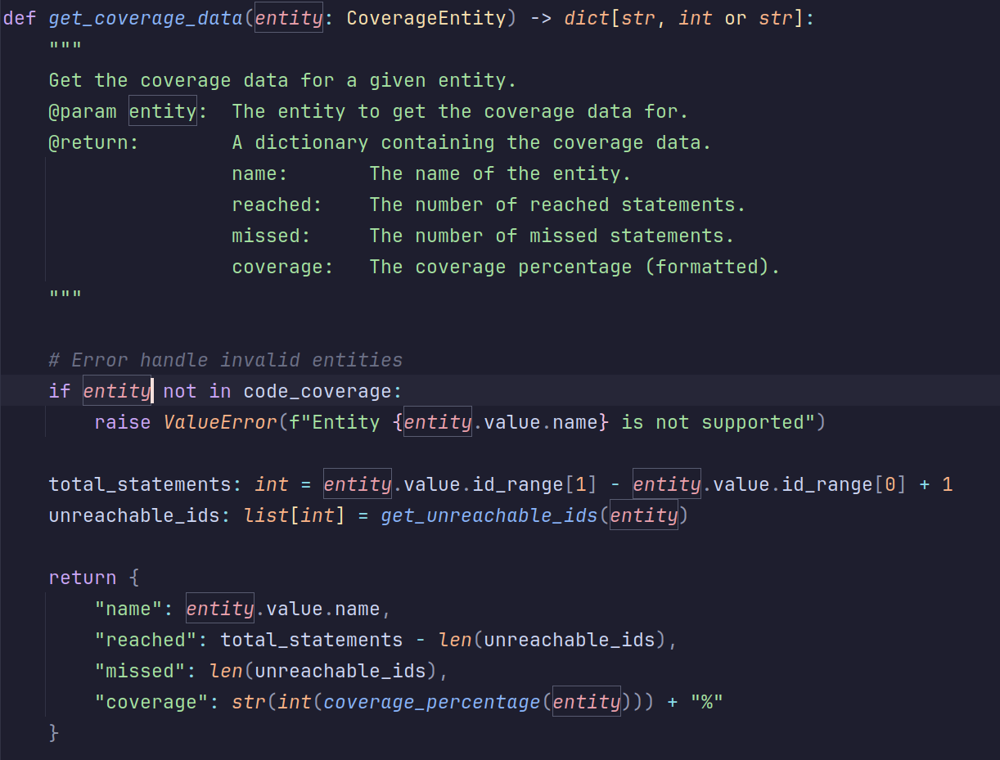 def get_coverage_data(entity: CoverageEntity) -> dict[str, int or str]:
    """
    Get the coverage data for a given entity.
    @param entity:  The entity to get the coverage data for.
    @return:        A dictionary containing the coverage data.
                    name:       The name of the entity.
                    reached:    The number of reached statements.
                    missed:     The number of missed statements.
                    coverage:   The coverage percentage (formatted).
    """

    # Error handle invalid entities
    if entity not in code_coverage:
        raise ValueError(f"Entity {entity.value.name} is not supported")

    total_statements: int = entity.value.id_range[1] - entity.value.id_range[0] + 1
    unreachable_ids: list[int] = get_unreachable_ids(entity)

    return {
        "name": entity.value.name,
        "reached": total_statements - len(unreachable_ids),
        "missed": len(unreachable_ids),
        "coverage": str(int(coverage_percentage(entity))) + "%"
    }